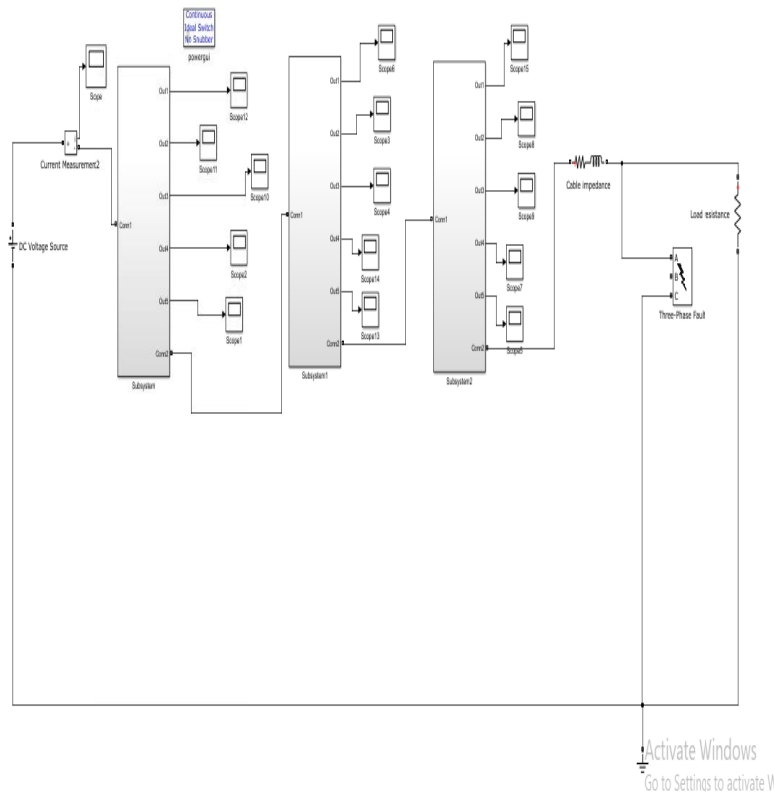 Continuous
Ideal Switch
No Snubber
powergui
Scope
Current Measurement2
DC Voltage Source
Out1
Out2
Out3
Out4
Out5
Conn1
Conn2
Subsystem
Scope12
Scope11
Scope10
Scope2
Scope1
Out1
Out2
Out3
Out4
Out5
Conn1
Conn2
Subsystem1
Scope6
Scope3
Scope4
Scope14
Scope13
Out1
Out2
Out3
Out4
Out5
Conn1
Conn2
Subsystem2
Scope15
Scope8
Scope9
Scope7
Scope5
Cable impedance
Load resistance
A
B
C
Three-Phase Fault
Activate Windows
Go to Settings to activate W